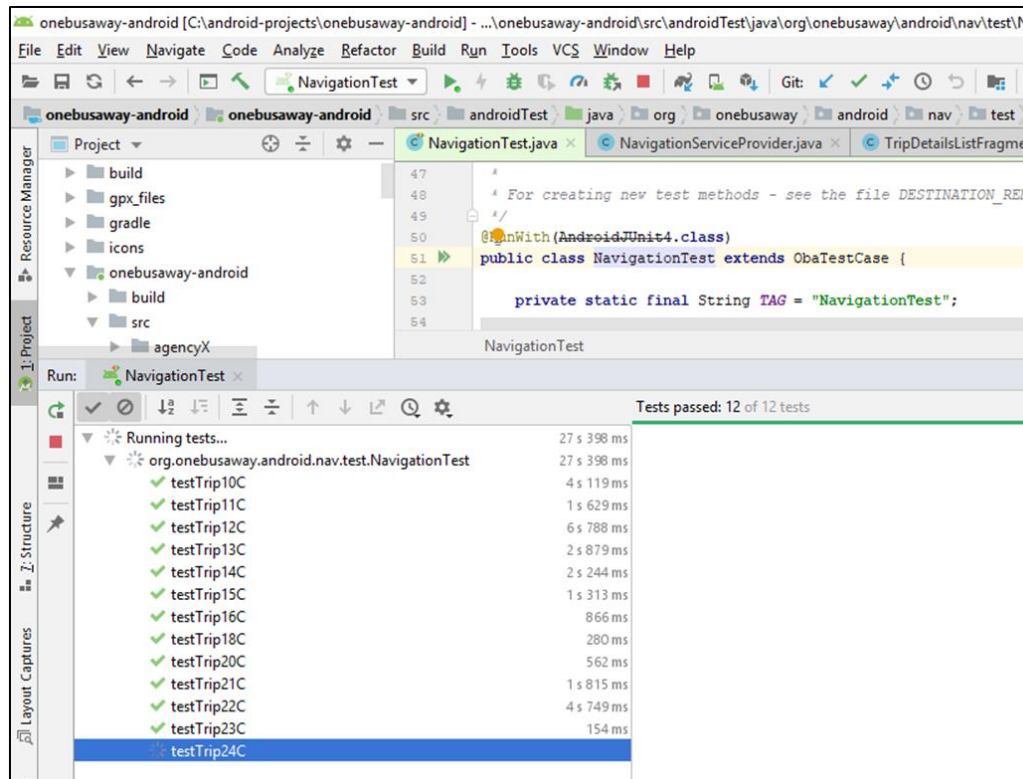 onebusaway-android [C:\android-projects\onebusaway-android] - ...\onebusaway-android\src\androidTest\java\org\onebusaway\android\nav\test\N
File Edit View Navigate Code Analyze Refactor Build Run Tools VCS Window Help
NavigationTest Git:
onebusaway-android onebusaway-android src androidTest java org onebusaway android nav test
Project NavigationTest.java NavigationServiceProvider.java TripDetailsListFragme
Resource Manager
1: Project
Z: Structure
Layout Captures
build
gpx_files
gradle
icons
onebusaway-android
build
src
agencyX
47 *
48 * For creating new test methods - see the file DESTINATION_REM
49 */
50 @RunWith(AndroidJUnit4.class)
51 public class NavigationTest extends ObaTestCase {
52
53 private static final String TAG = "NavigationTest";
54
NavigationTest
Run: NavigationTest
Tests passed: 12 of 12 tests
Running tests... 27 s 398 ms
org.onebusaway.android.nav.test.NavigationTest 27 s 398 ms
testTrip10C 4 s 119 ms
testTrip11C 1 s 629 ms
testTrip12C 6 s 788 ms
testTrip13C 2 s 879 ms
testTrip14C 2 s 244 ms
testTrip15C 1 s 313 ms
testTrip16C 866 ms
testTrip18C 280 ms
testTrip20C 562 ms
testTrip21C 1 s 815 ms
testTrip22C 4 s 749 ms
testTrip23C 154 ms
testTrip24C